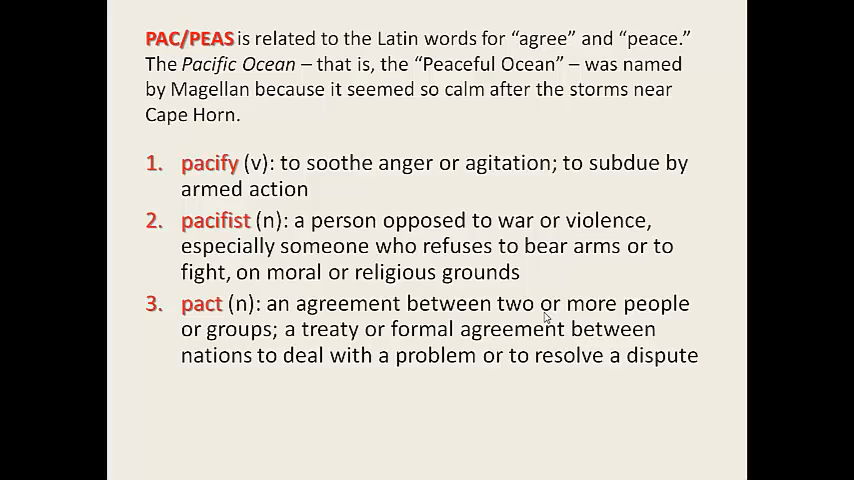 PAC/PEAS is related to the Latin words for “agree” and “peace.”
The Pacific Ocean – that is, the “Peaceful Ocean” – was named
by Magellan because it seemed so calm after the storms near
Cape Horn.
1. pacify (v): to soothe anger or agitation; to subdue by
armed action
2. pacifist (n): a person opposed to war or violence,
especially someone who refuses to bear arms or to
fight, on moral or religious grounds
3. pact (n): an agreement between two or more people
or groups; a treaty or formal agreement between
nations to deal with a problem or to resolve a dispute